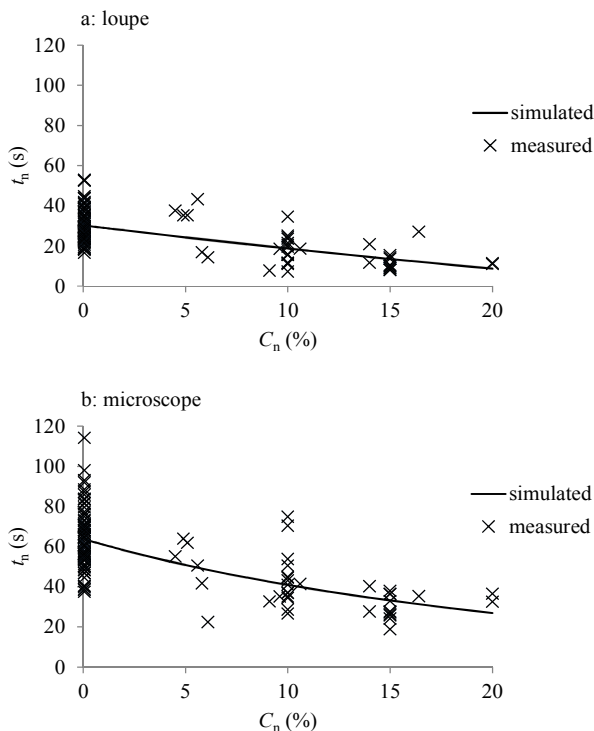 a: loupe
120
100
80
60
40
20
0
tn (s)
0 5 10 15 20
Cn (%)
simulated
measured
b: microscope
120
100
80
60
40
20
0
tn (s)
0 5 10 15 20
Cn (%)
simulated
measured